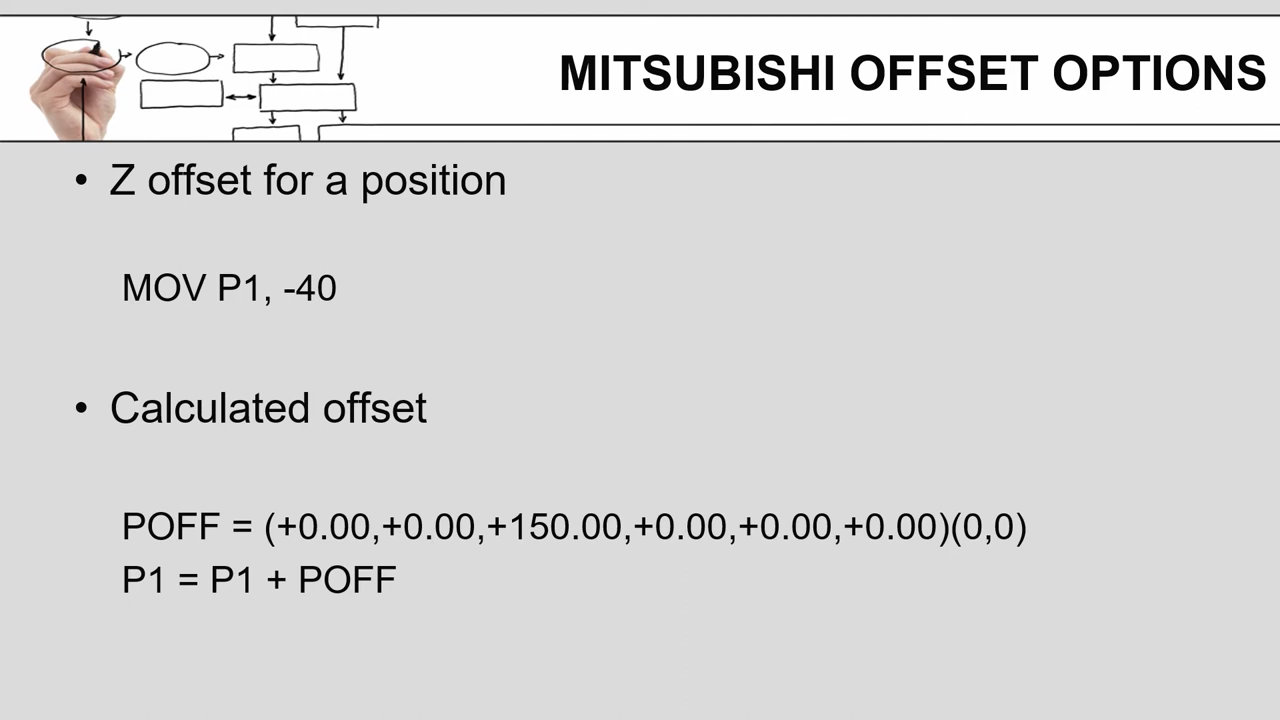 MITSUBISHI OFFSET OPTIONS
• Z offset for a position
MOV P1, -40
• Calculated offset
POFF = (+0.00,+0.00,+150.00,+0.00,+0.00,+0.00)(0,0)
P1 = P1 + POFF